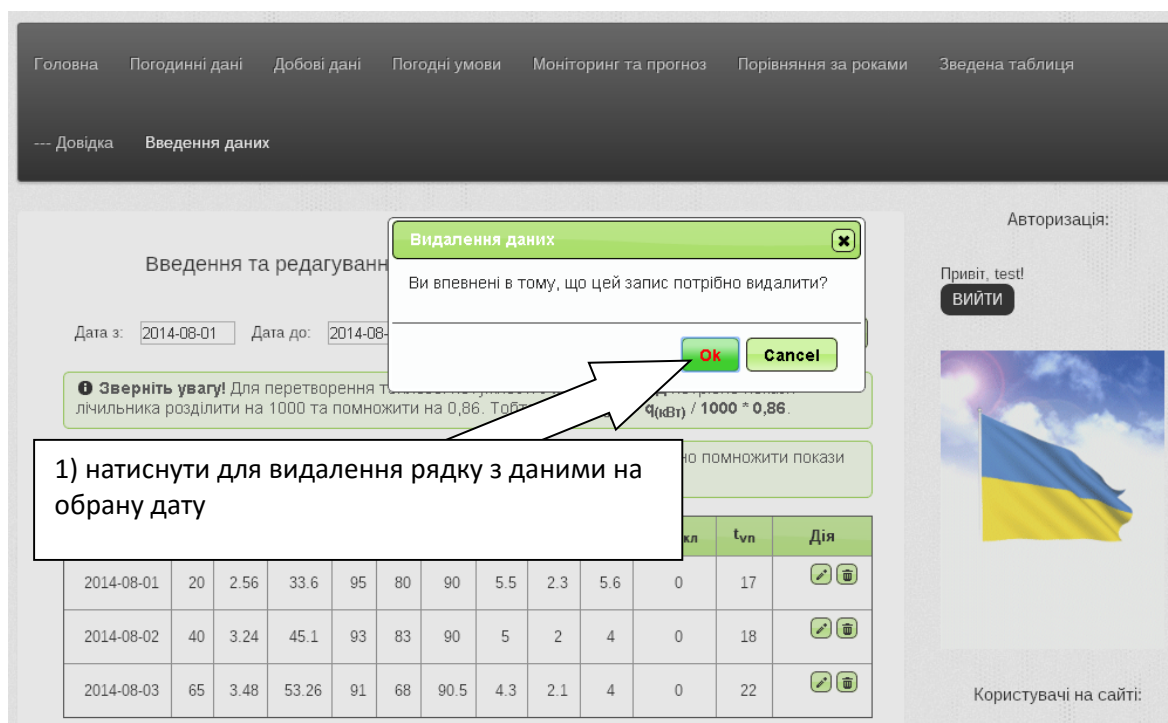 Головна Погодинні дані Добові дані Погодні умови Моніторинг та прогноз Порівняння за роками Зведена таблиця
--- Довідка Введення даних
Авторизація:
Привіт, test!
ВИЙТИ
Введення та редагуванн
Видалення даних
Ви впевнені в тому, що цей запис потрібно видалити?
Ok Cancel
Дата з: 2014-08-01 Дата до: 2014-08-
Зверніть увагу! Для перетворення
лічильника розділити на 1000 та помножити на 0,86. q(кВт) / 1000 * 0,86.
помножити покази
1) натиснути для видалення рядку з даними на
обрану дату
кл tvn Дія
2014-08-01 20 2.56 33.6 95 80 90 5.5 2.3 5.6 0 17
2014-08-02 40 3.24 45.1 93 83 90 5 2 4 0 18
2014-08-03 65 3.48 53.26 91 68 90.5 4.3 2.1 4 0 22
Користувачі на сайті: